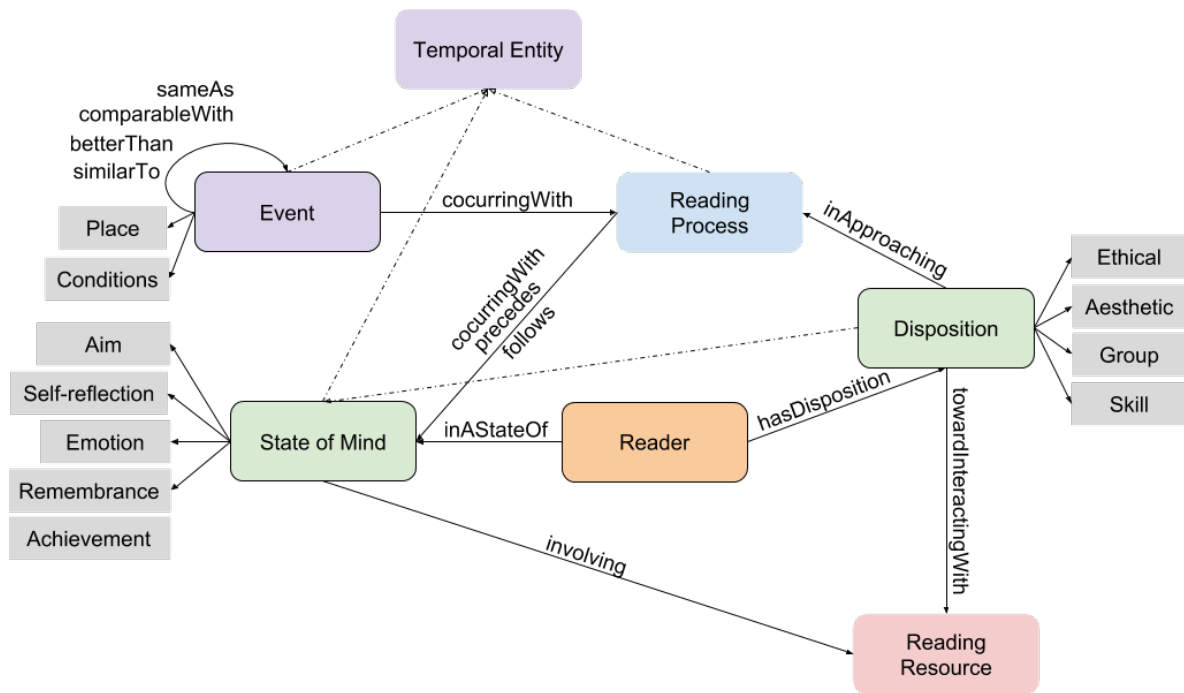 Temporal Entity
sameAs
comparableWith
betterThan
similarTo
Event
cocurringWith
Reading
Process
Place
Conditions
inApproaching
Ethical
Aesthetic
Group
Skill
Disposition
cocurringWith
precedes
follows
Aim
Self-reflection
Emotion
Remembrance
Achievement
State of Mind
inAStateOf
Reader
hasDisposition
towardInteractingWith
involving
Reading
Resource